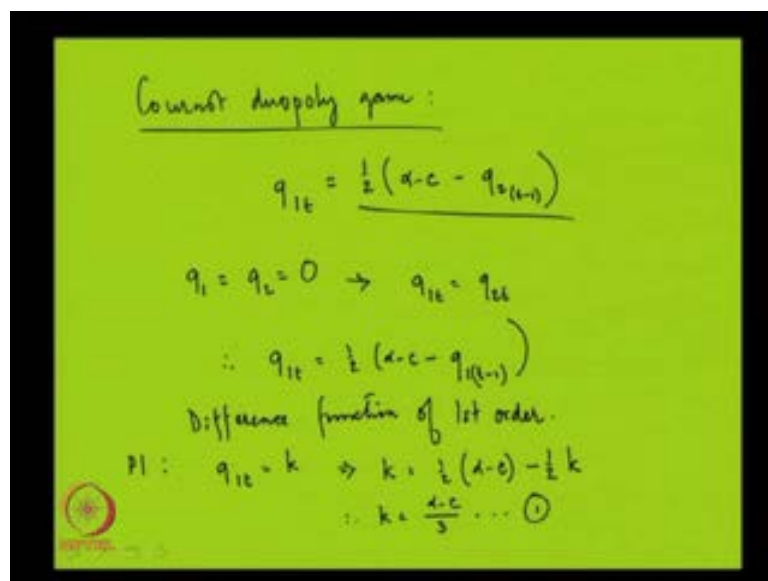 Cournot duopoly game :
q₁ₜ = ½ (α-c - q₂₍ₜ₋₁₎)
q₁ = q₂ = 0 → q₁ₜ = q₂ₜ
∴ q₁ₜ = ½ (α-c - q₁₍ₜ₋₁₎)
Difference function of 1st order.
PI : q₁ₜ = k ⇒ k = ½ (α-c) - ½ k
∴ k = α-c/3 ... ①